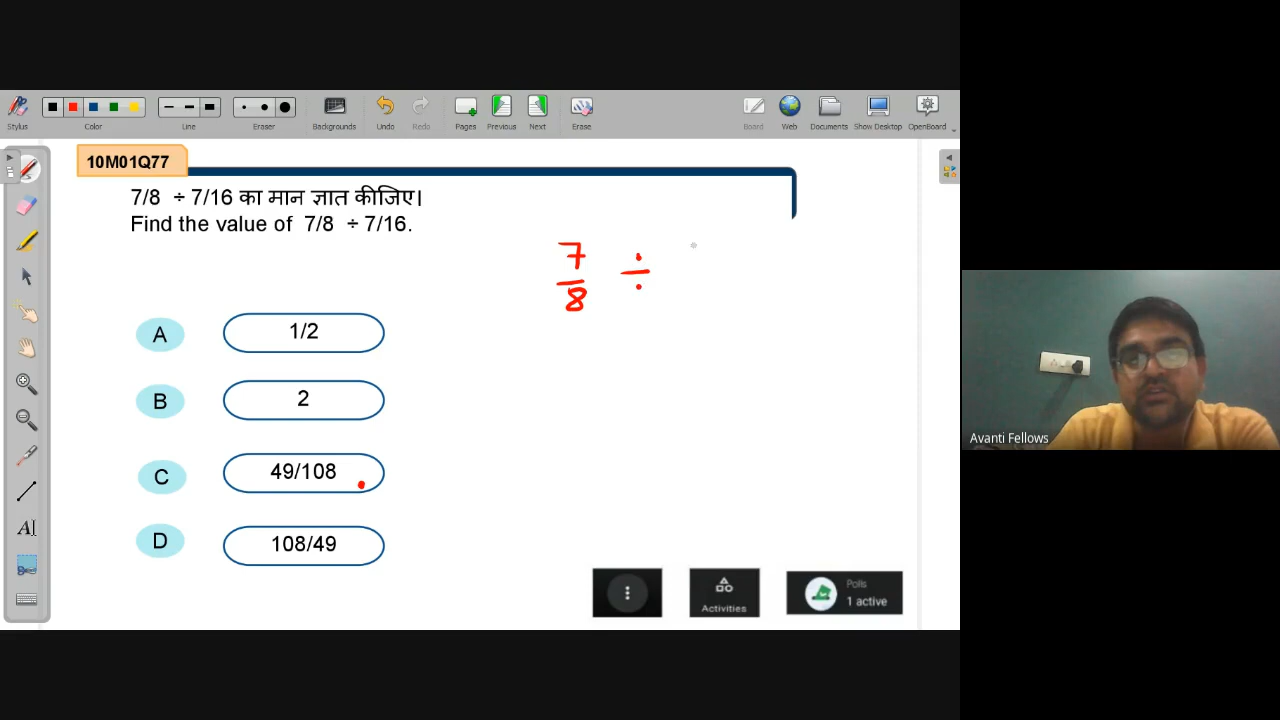 Stylus
Color
Line
Eraser
Backgrounds
Undo
Redo
Pages
Previous
Next
Erase
Board
Web
Documents
Show Desktop
OpenBoard
10M01Q77
7/8 ÷ 7/16 का मान ज्ञात कीजिए।
Find the value of 7/8 ÷ 7/16.
7
8
÷
A 1/2
B 2
C 49/108
D 108/49
AI
Activities
Polls
1 active
Avanti Fellows